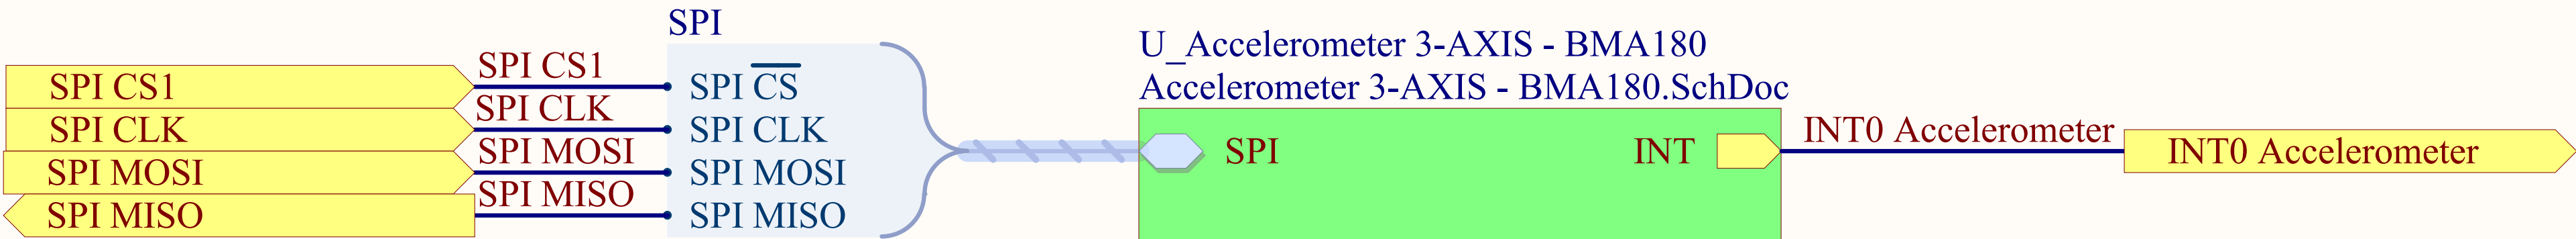 SPI
U_Accelerometer 3-AXIS - BMA180
Accelerometer 3-AXIS - BMA180.SchDoc
SPI CS1 SPI CS1 SPI C̅S̅
SPI CLK SPI CLK SPI CLK
SPI MOSI SPI MOSI SPI MOSI
SPI MISO SPI MISO SPI MISO
SPI INT INT0 Accelerometer INT0 Accelerometer